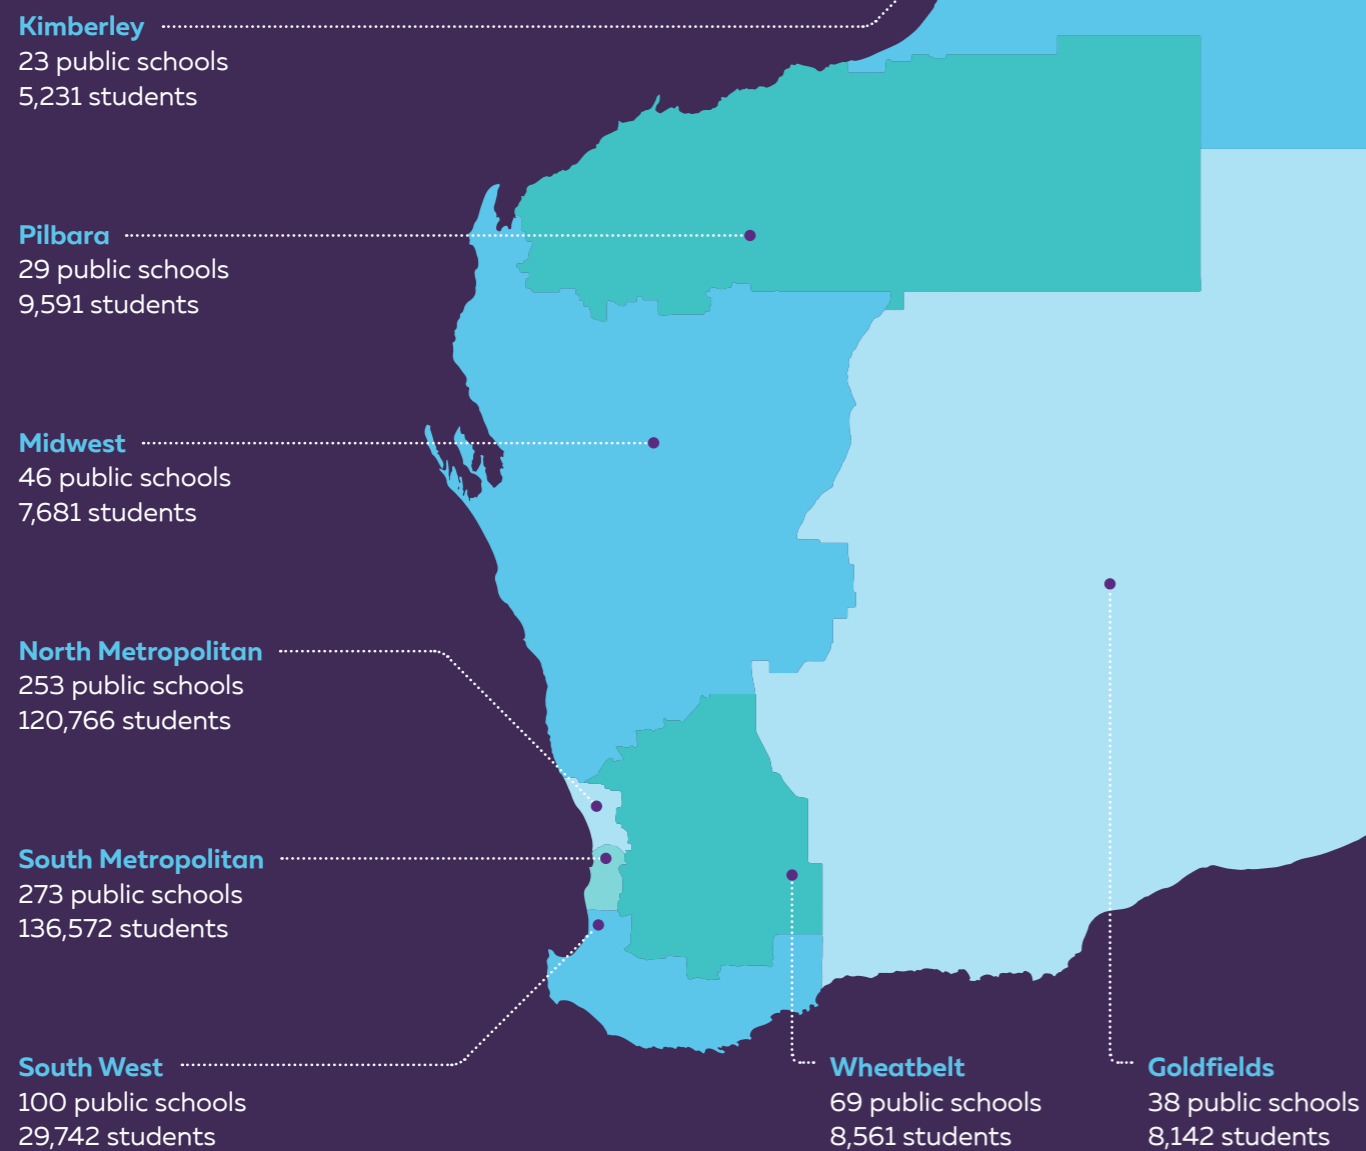 Kimberley
23 public schools
5,231 students
Pilbara
29 public schools
9,591 students
Midwest
46 public schools
7,681 students
North Metropolitan
253 public schools
120,766 students
South Metropolitan
273 public schools
136,572 students
South West
100 public schools
29,742 students
Wheatbelt
69 public schools
8,561 students
Goldfields
38 public schools
8,142 students